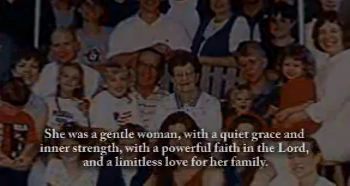 She was a gentle woman, with a quiet grace and
inner strength, with a powerful faith in the Lord,
and a limitless love for her family.